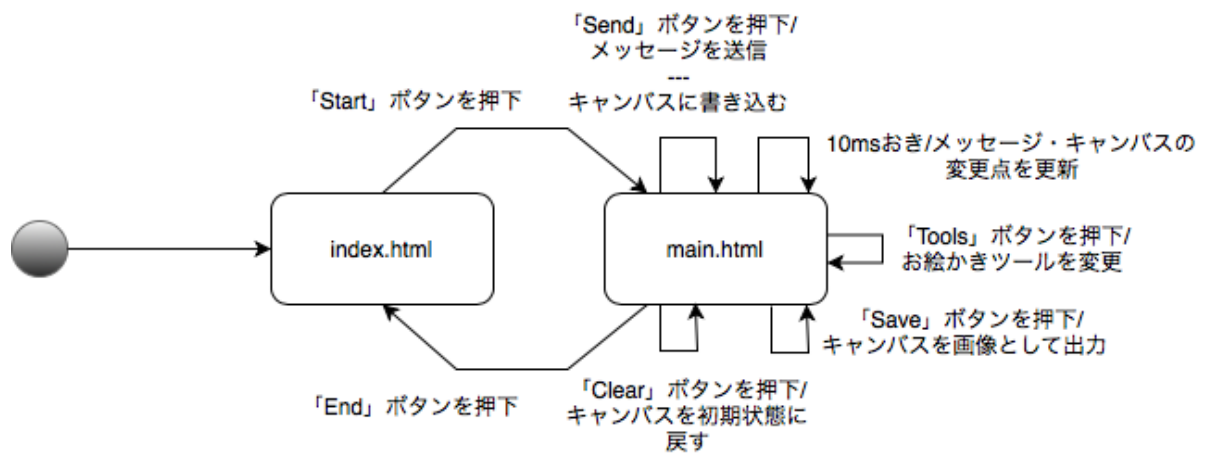 「Send」ボタンを押下/
メッセージを送信
---
キャンバスに書き込む
「Start」ボタンを押下
10msおき/メッセージ・キャンバスの
変更点を更新
index.html
main.html
「Tools」ボタンを押下/
お絵かきツールを変更
「Save」ボタンを押下/
キャンバスを画像として出力
「End」ボタンを押下
「Clear」ボタンを押下/
キャンバスを初期状態に
戻す